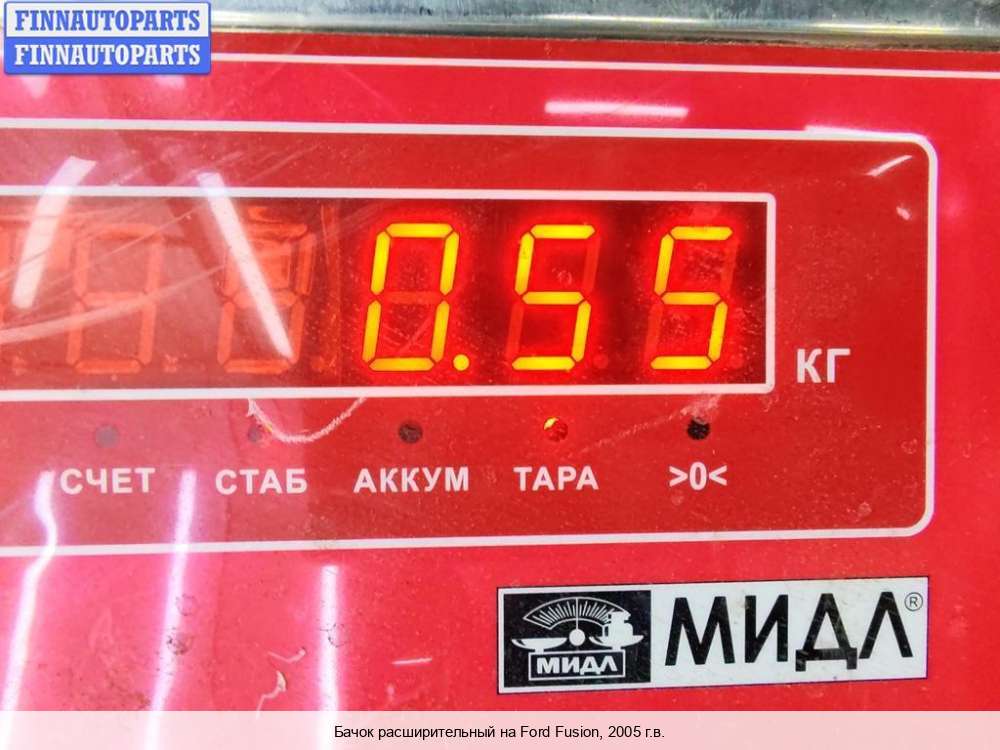 FINNAUTOPARTS
FINNAUTOPARTS
0.55
КГ
СЧЕТ СТАБ АККУМ ТАРА >0<
МИДЛ МИДЛ®
Бачок расширительный на Ford Fusion, 2005 г.в.